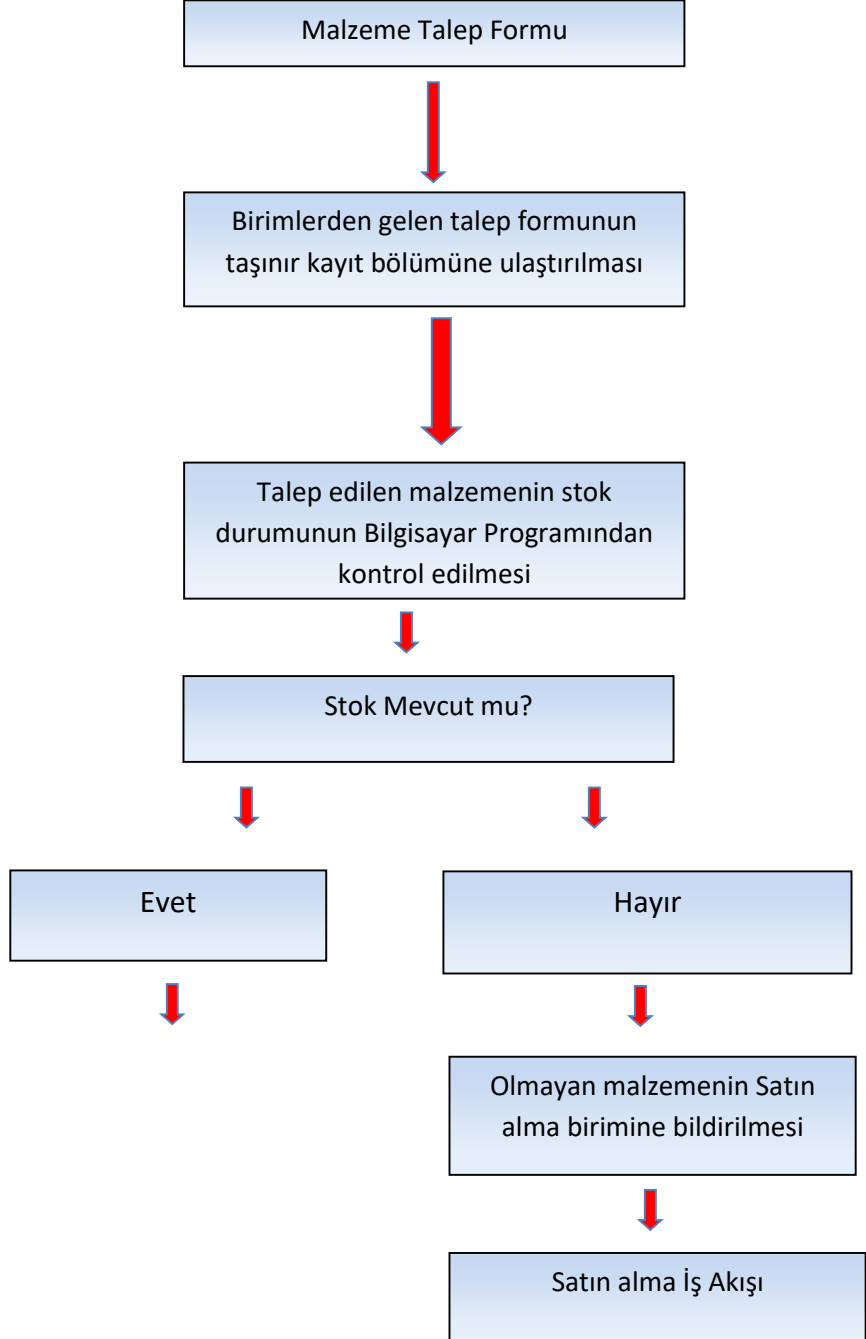 Malzeme Talep Formu
Birimlerden gelen talep formunun
taşınır kayıt bölümüne ulaştırılması
Talep edilen malzemenin stok
durumunun Bilgisayar Programından
kontrol edilmesi
Stok Mevcut mu?
Evet
Hayır
Olmayan malzemenin Satın
alma birimine bildirilmesi
Satın alma İş Akışı